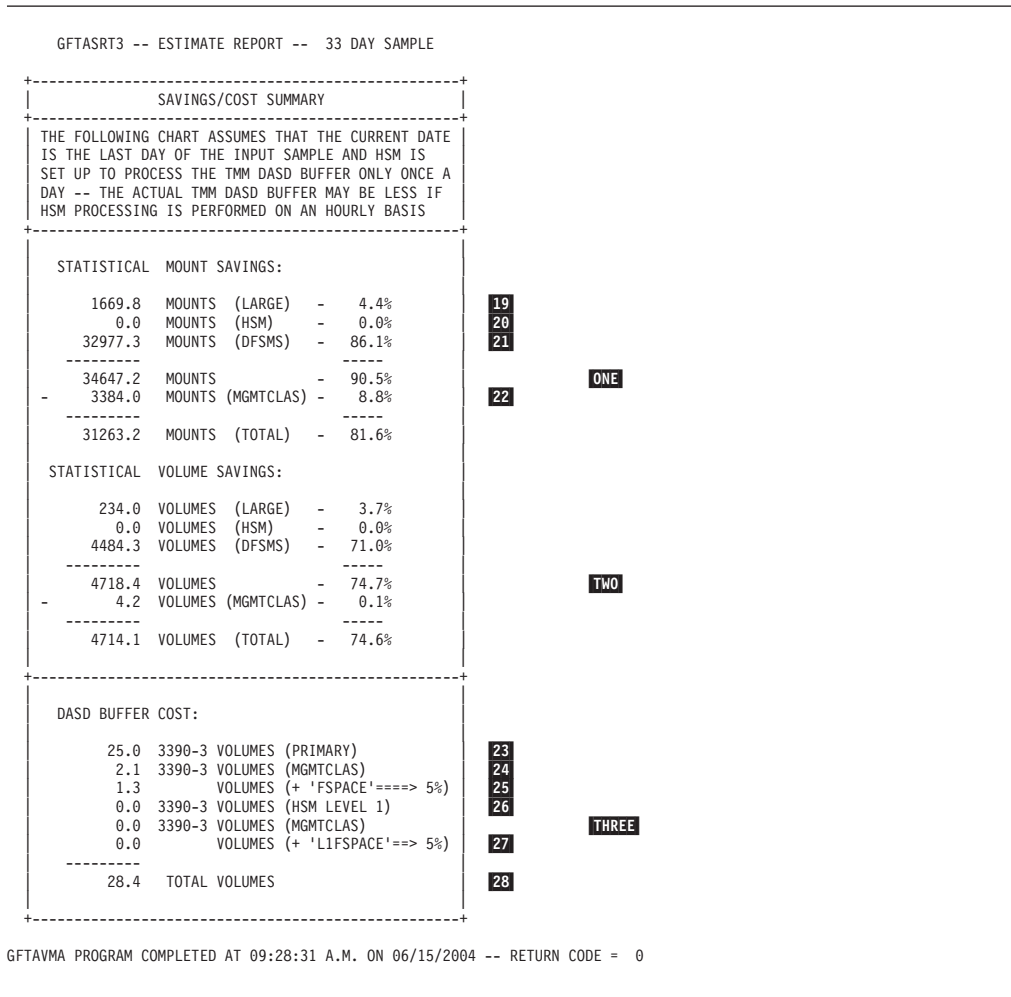 GFTASRT3 -- ESTIMATE REPORT -- 33 DAY SAMPLE
+---------------------------------------------------+
| SAVINGS/COST SUMMARY |
+---------------------------------------------------+
| THE FOLLOWING CHART ASSUMES THAT THE CURRENT DATE |
| IS THE LAST DAY OF THE INPUT SAMPLE AND HSM IS |
| SET UP TO PROCESS THE TMM DASD BUFFER ONLY ONCE A |
| DAY -- THE ACTUAL TMM DASD BUFFER MAY BE LESS IF |
| HSM PROCESSING IS PERFORMED ON AN HOURLY BASIS |
+---------------------------------------------------+
| STATISTICAL MOUNT SAVINGS: |
| 1669.8 MOUNTS (LARGE) - 4.4% | 19
| 0.0 MOUNTS (HSM) - 0.0% | 20
| 32977.3 MOUNTS (DFSMS) - 86.1% | 21
| --------- ----- |
| 34647.2 MOUNTS - 90.5% | ONE
| - 3384.0 MOUNTS (MGMTCLAS) - 8.8% | 22
| --------- ----- |
| 31263.2 MOUNTS (TOTAL) - 81.6% |
| STATISTICAL VOLUME SAVINGS: |
| 234.0 VOLUMES (LARGE) - 3.7% |
| 0.0 VOLUMES (HSM) - 0.0% |
| 4484.3 VOLUMES (DFSMS) - 71.0% |
| --------- ----- |
| 4718.4 VOLUMES - 74.7% | TWO
| - 4.2 VOLUMES (MGMTCLAS) - 0.1% |
| --------- ----- |
| 4714.1 VOLUMES (TOTAL) - 74.6% |
+---------------------------------------------------+
| DASD BUFFER COST: |
| 25.0 3390-3 VOLUMES (PRIMARY) | 23
| 2.1 3390-3 VOLUMES (MGMTCLAS) | 24
| 1.3 VOLUMES (+ 'FSPACE'====> 5%) | 25
| 0.0 3390-3 VOLUMES (HSM LEVEL 1) | 26
| 0.0 3390-3 VOLUMES (MGMTCLAS) | THREE
| 0.0 VOLUMES (+ 'L1FSPACE'==> 5%) | 27
| --------- |
| 28.4 TOTAL VOLUMES | 28
+---------------------------------------------------+
GFTAVMA PROGRAM COMPLETED AT 09:28:31 A.M. ON 06/15/2004 -- RETURN CODE = 0